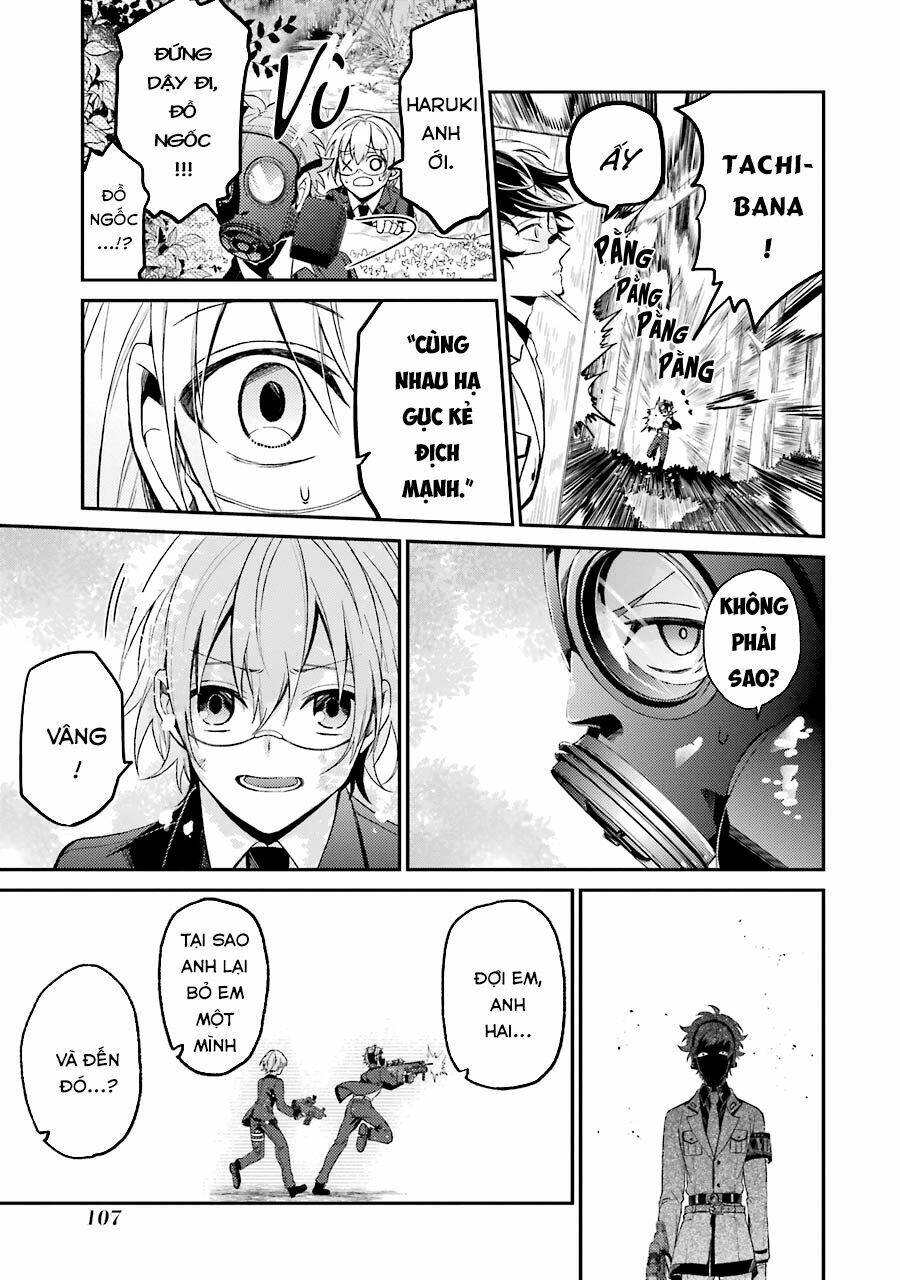 TACHI-
BANA
!
ẤY
PẰNG
PẰNG
PẰNG
PẰNG
HARUKI
ANH
ƠI.
VÙ
ĐỨNG
DẬY ĐI,
ĐỒ
NGỐC
!!!
ĐỒ
NGỐC
...!?
"CÙNG
NHAU HẠ
GỤC KẺ
ĐỊCH
MẠNH."
KHÔNG
PHẢI
SAO?
VÂNG
!
ĐỢI EM,
ANH
HAI...
TẠI SAO
ANH LẠI
BỎ EM
MỘT
MÌNH
VÀ ĐẾN
ĐÓ...?
107